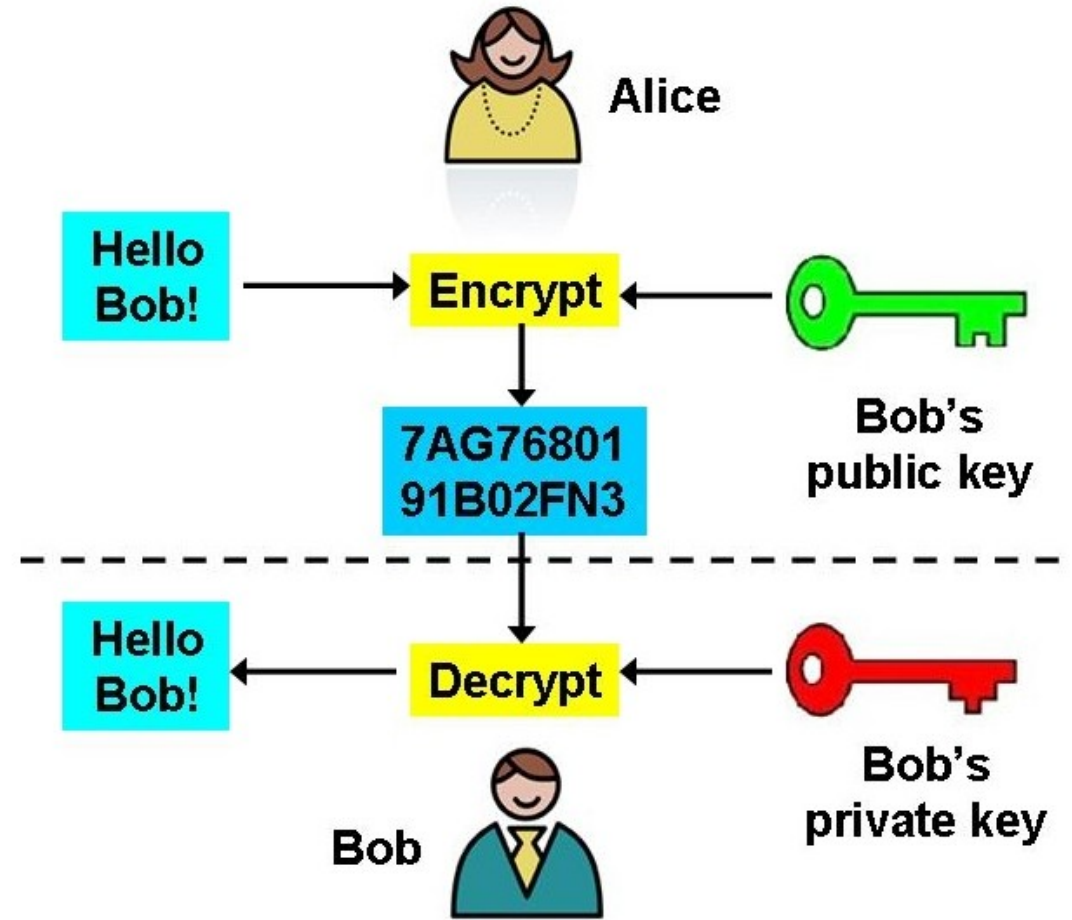 Alice
Hello
Bob!
Encrypt
Bob's
public key
7AG76801
91B02FN3
Hello
Bob!
Decrypt
Bob's
private key
Bob